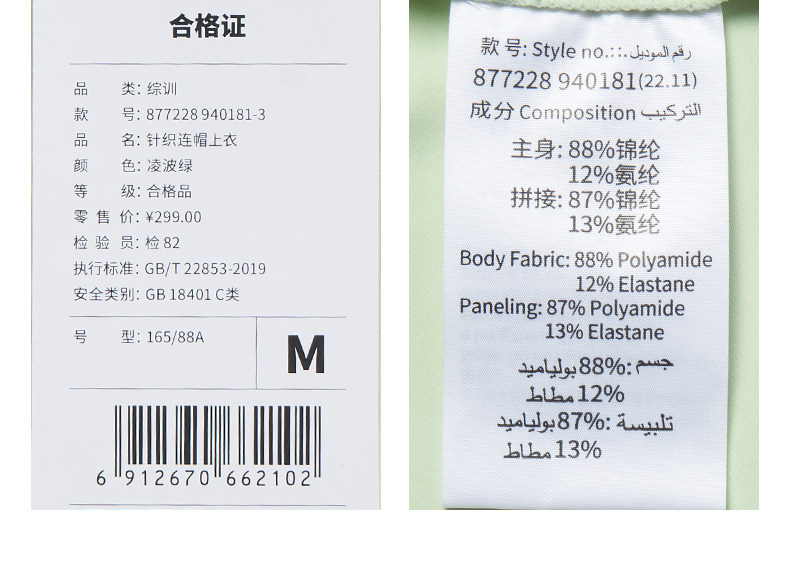 合格证
品 类: 综训
款 号: 877228 940181-3
品 名: 针织连帽上衣
颜 色: 凌波绿
等 级: 合格品
零 售 价: ¥299.00
检 验 员: 检 82
执行标准: GB/T 22853-2019
安全类别: GB 18401 C类
号 型: 165/88A
M
6 912670 662102
款 号: Style no.::. رقم الموديل
877228 940181(22.11)
成分 Composition التركيب
主身: 88%锦纶
12%氨纶
拼接: 87%锦纶
13%氨纶
Body Fabric: 88% Polyamide
12% Elastane
Paneling: 87% Polyamide
13% Elastane
جسم :88% بولياميد
12% مطاط
تلبيسة :87% بولياميد
13% مطاط